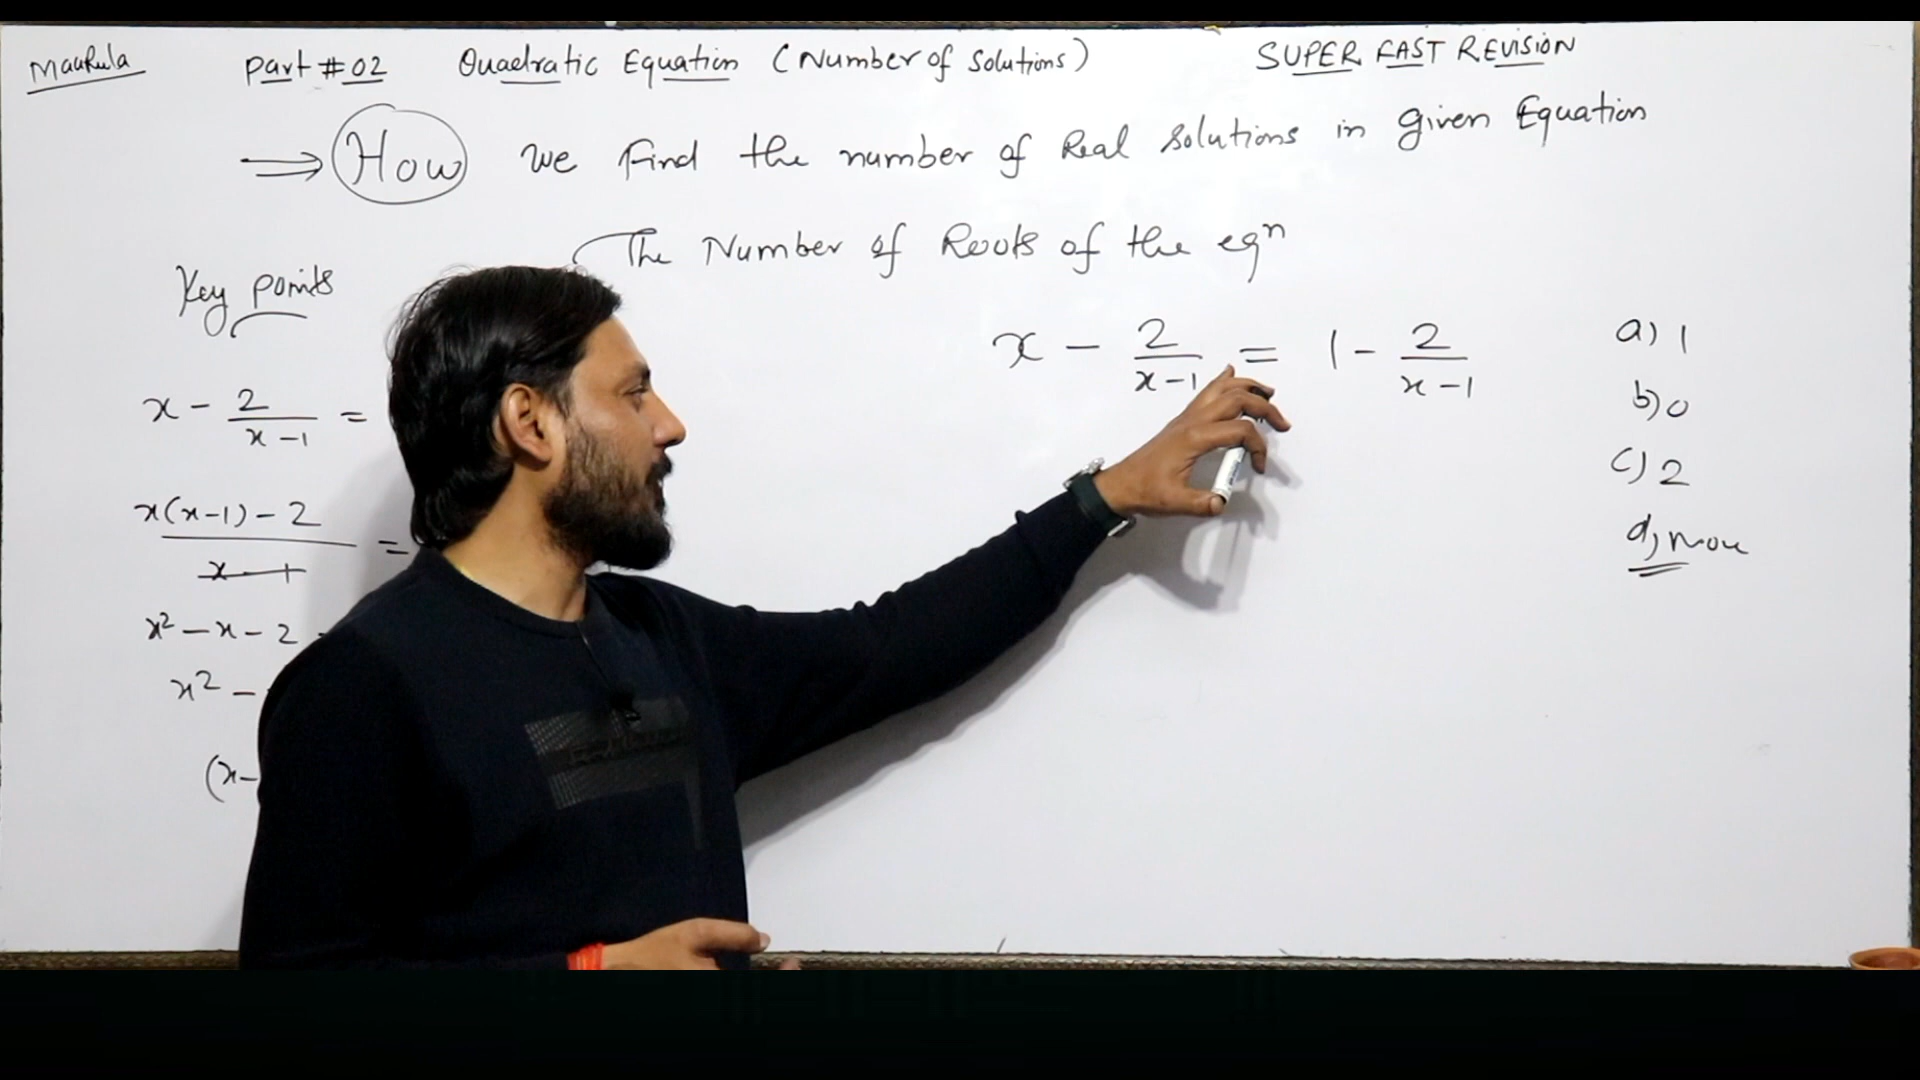 Part # 02 Quadratic Equation (Number of Solutions) SUPER FAST REVISION
⟹ How we Find the number of Real Solutions in given Equation
The Number of Roots of the eqⁿ
Key points
x - 2/(x-1) = 1 - 2/(x-1)
a) 1
b) 0
c) 2
x - 2/(x-1) =
x(x-1) - 2 / x-1 =
x² - x - 2
x² -
(x-